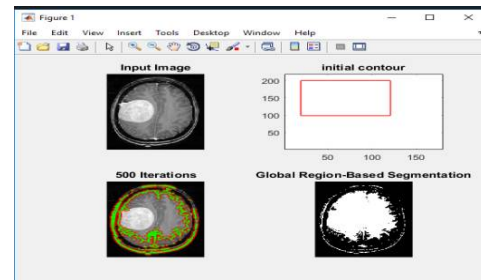 Figure 1
File Edit View Insert Tools Desktop Window Help
Input Image
initial contour
200
150
100
50
50 100 150
500 Iterations
Global Region-Based Segmentation